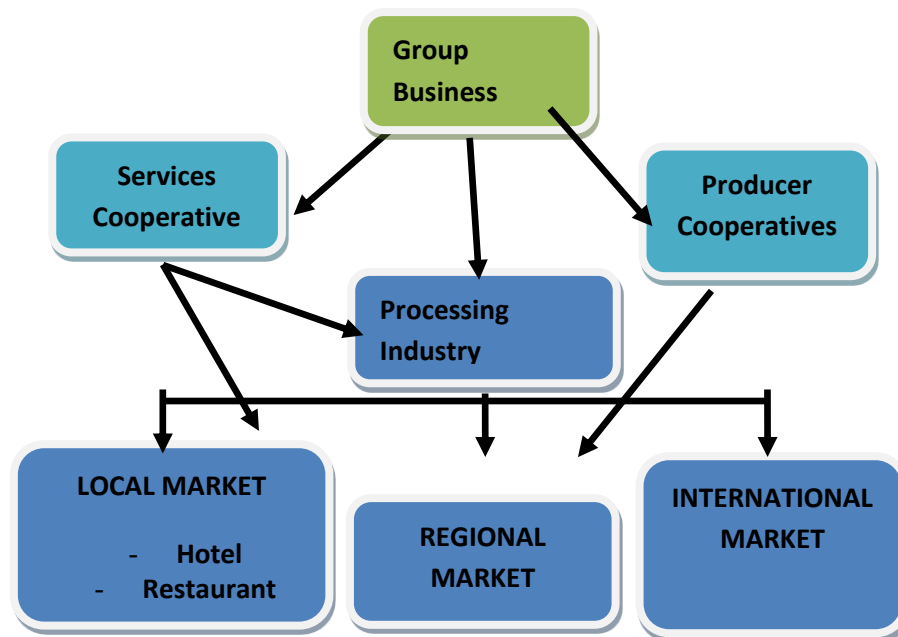 Group
Business
Services
Cooperative
Producer
Cooperatives
Processing
Industry
LOCAL MARKET
- Hotel
- Restaurant
REGIONAL
MARKET
INTERNATIONAL
MARKET